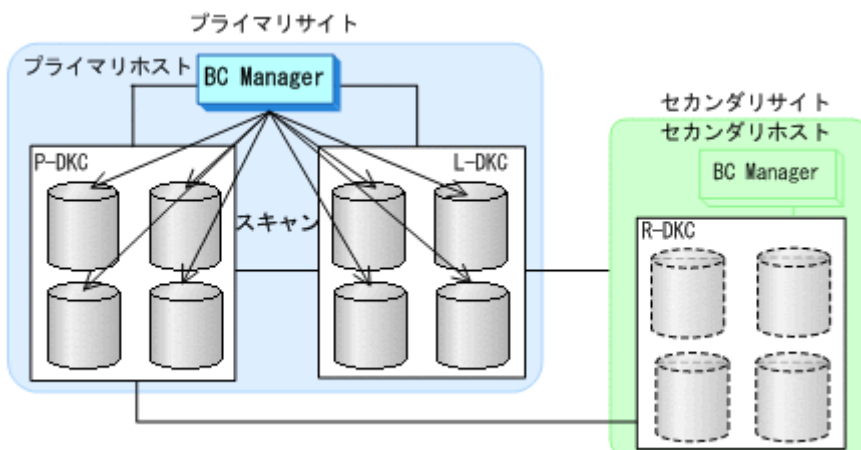 プライマリサイト
プライマリホスト
BC Manager
セカンダリサイト
セカンダリホスト
BC Manager
P-DKC
L-DKC
スキャン
R-DKC